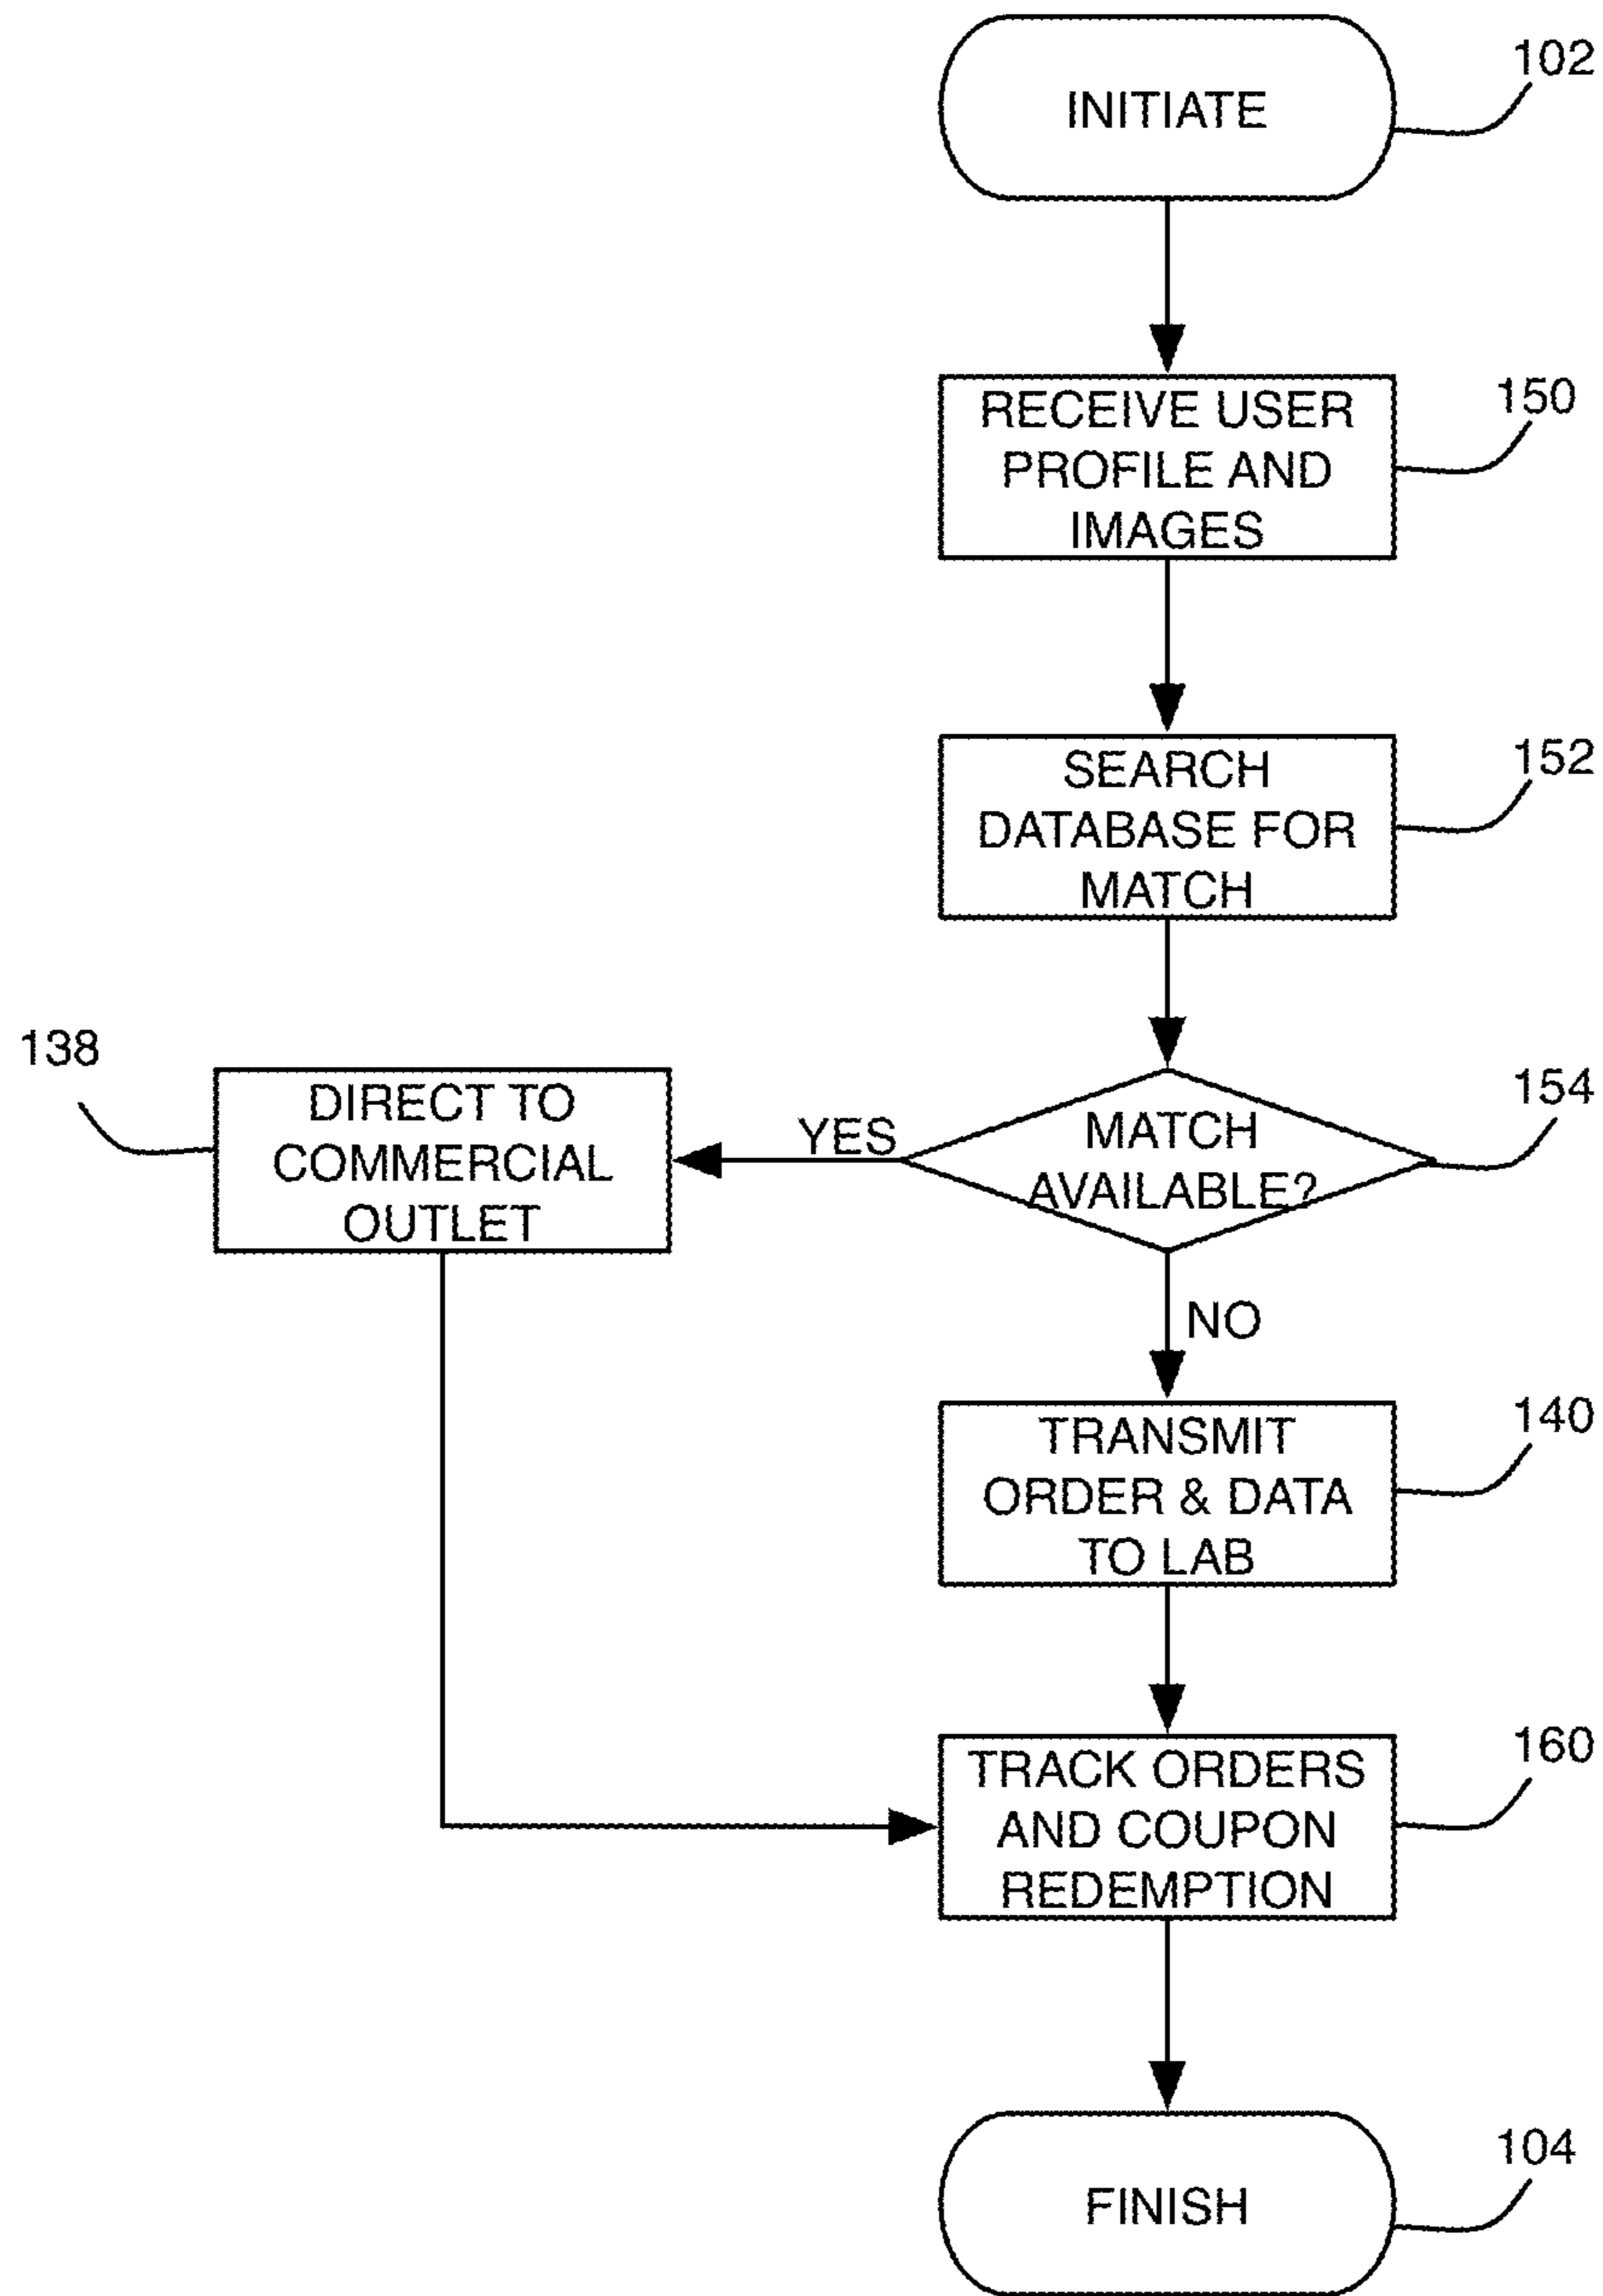 INITIATE
102
RECEIVE USER
PROFILE AND
IMAGES
150
SEARCH
DATABASE FOR
MATCH
152
138
DIRECT TO
COMMERCIAL
OUTLET
YES
MATCH
AVAILABLE?
154
NO
TRANSMIT
ORDER & DATA
TO LAB
140
TRACK ORDERS
AND COUPON
REDEMPTION
160
FINISH
104